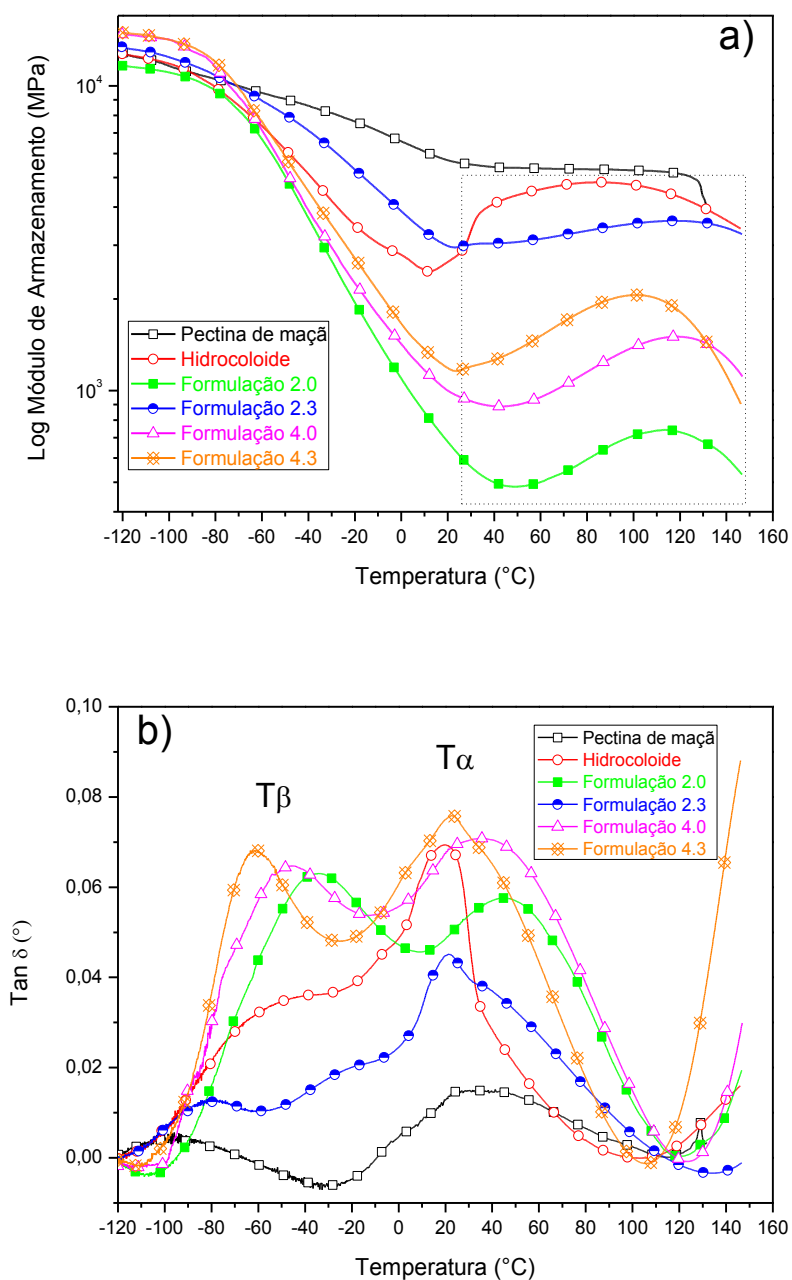 a)
10⁴
10³
Log Módulo de Armazenamento (MPa)
Pectina de maçã
Hidrocoloide
Formulação 2.0
Formulação 2.3
Formulação 4.0
Formulação 4.3
-120 -100 -80 -60 -40 -20 0 20 40 60 80 100 120 140 160
Temperatura (°C)
b)
Tβ
Tα
0,10
0,08
0,06
0,04
0,02
0,00
Tan δ (°)
Pectina de maçã
Hidrocoloide
Formulação 2.0
Formulação 2.3
Formulação 4.0
Formulação 4.3
-120 -100 -80 -60 -40 -20 0 20 40 60 80 100 120 140 160
Temperatura (°C)